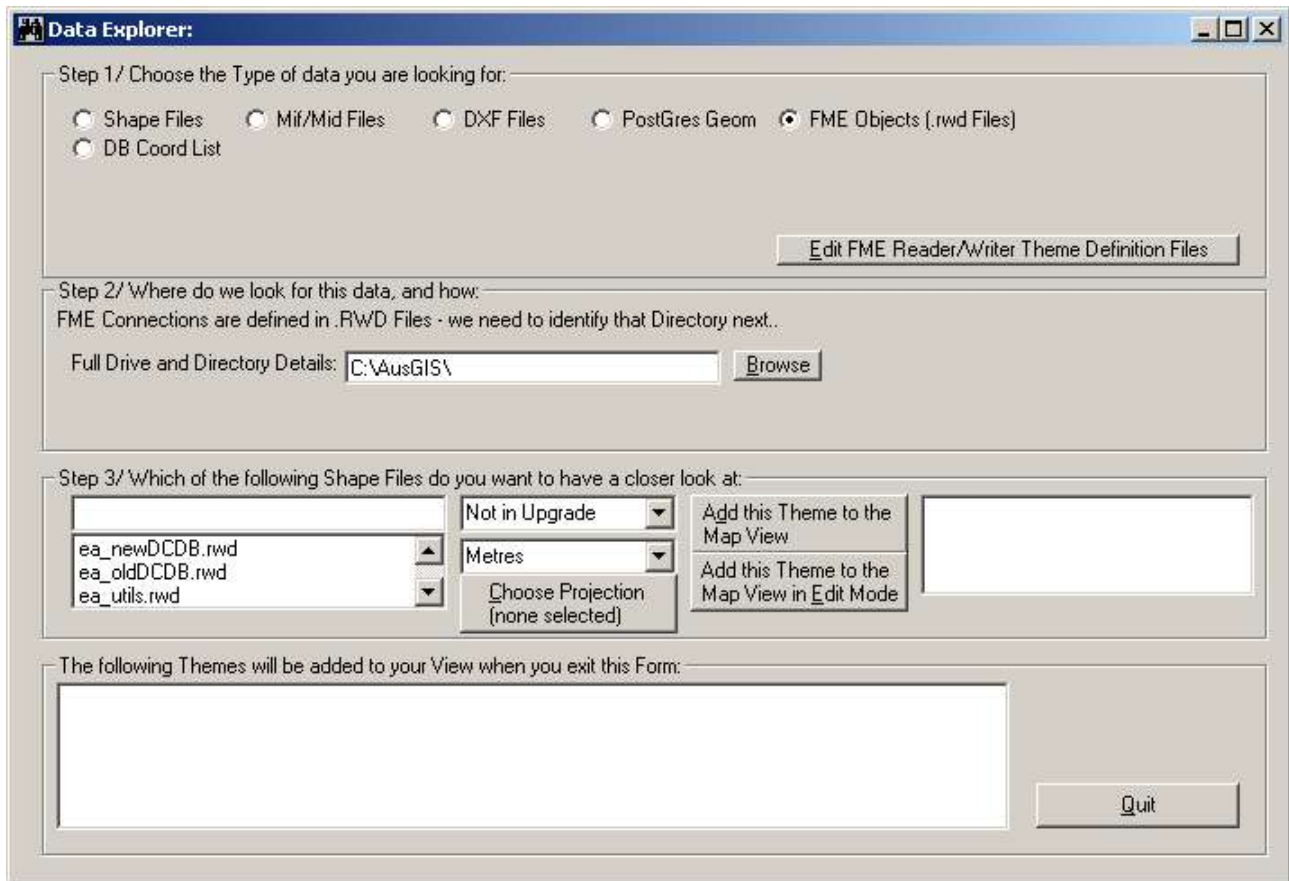 Data Explorer:
Step 1/ Choose the Type of data you are looking for:
Shape Files Mif/Mid Files DXF Files PostGres Geom FME Objects (.rwd Files)
DB Coord List
Edit FME Reader/Writer Theme Definition Files
Step 2/ Where do we look for this data, and how:
FME Connections are defined in .RWD Files - we need to identify that Directory next..
Full Drive and Directory Details: C:\AusGIS\ Browse
Step 3/ Which of the following Shape Files do you want to have a closer look at:
Not in Upgrade
Add this Theme to the
Map View
ea_newDCDB.rwd
ea_oldDCDB.rwd
ea_utils.rwd
Metres
Choose Projection
(none selected)
Add this Theme to the
Map View in Edit Mode
The following Themes will be added to your View when you exit this Form:
Quit